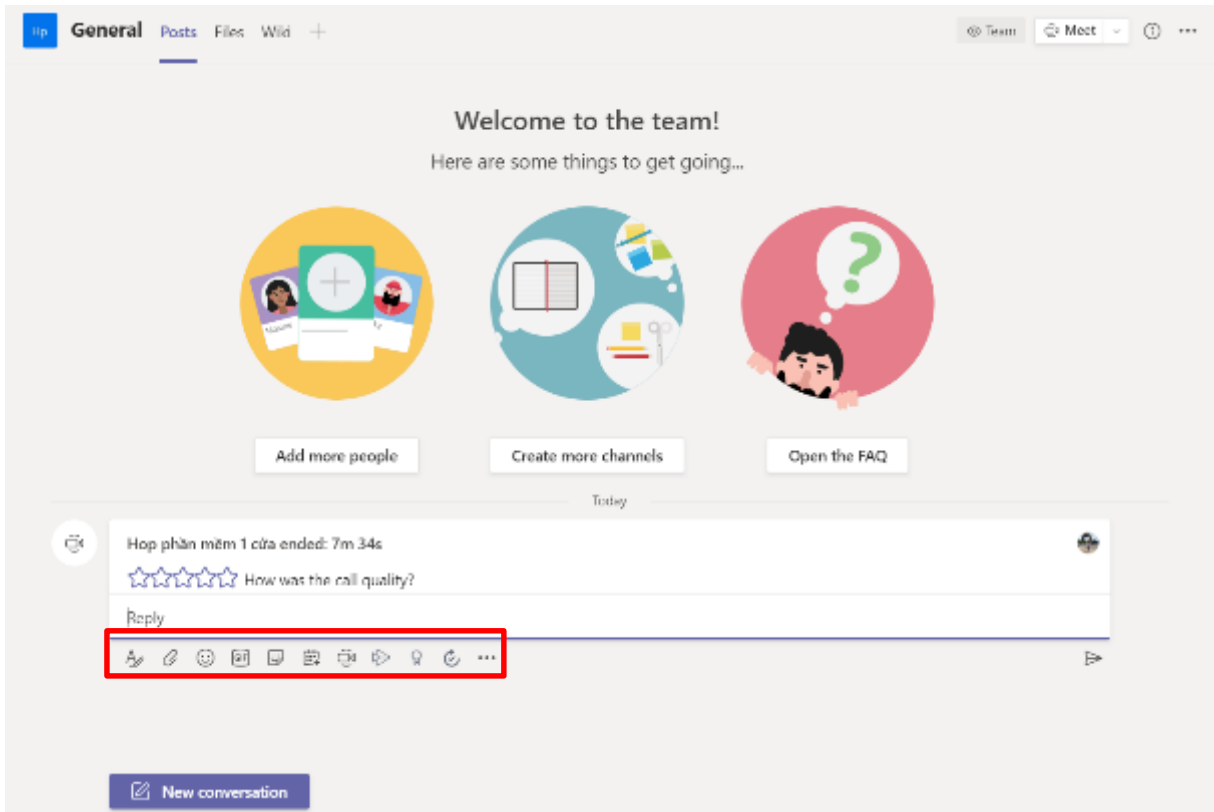 Hp General Posts Files Wiki
Team Meet
Welcome to the team!
Here are some things to get going...
Add more people Create more channels Open the FAQ
Today
Hop phần mềm 1 cửa ended: 7m 34s
How was the call quality?
Reply
GIF
New conversation